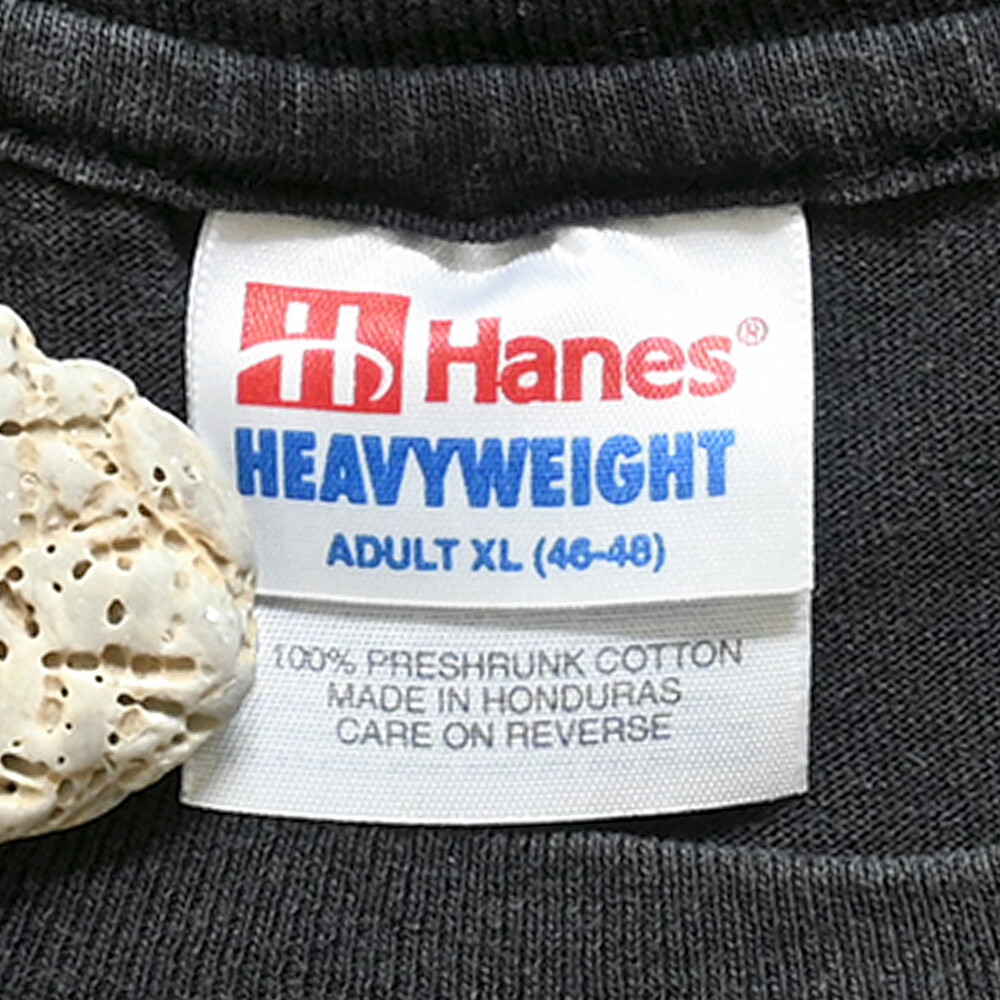 H Hanes®
HEAVYWEIGHT
ADULT XL (46-48)
100% PRESHRUNK COTTON
MADE IN HONDURAS
CARE ON REVERSE